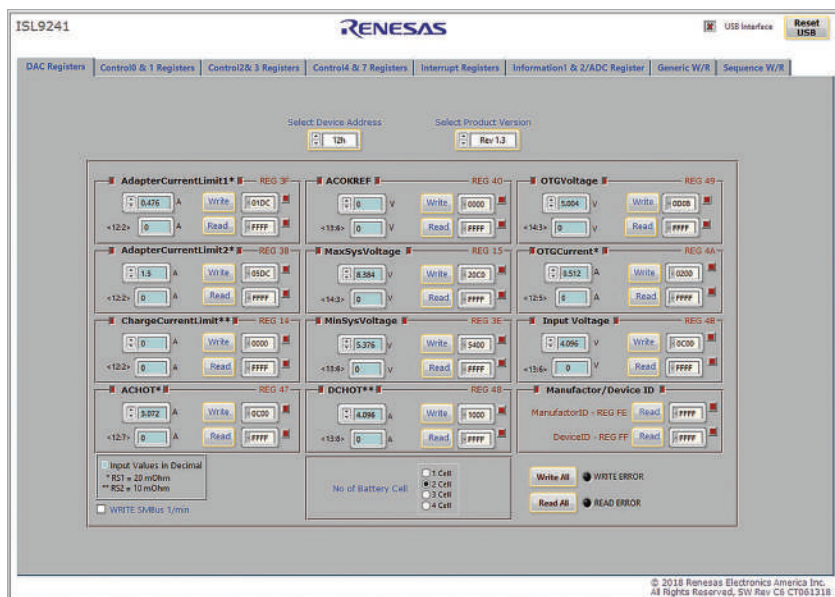 ISL9241
RENESAS
USB Interface
Reset USB
DAC Registers
Control0 & 1 Registers
Control2& 3 Registers
Control4 & 7 Registers
Interrupt Registers
Information1 & 2/ADC Register
Generic W/R
Sequence W/R
Select Device Address
Select Product Version
12h
Rev 1.3
AdapterCurrentLimit1* REG 3F
0.476 A Write 01DC
<12:2> 0 A Read FFFF
ACOKREF REG 40
0 V Write 0000
<13:6> 0 V Read FFFF
OTGVoltage REG 49
5.004 V Write 0D0B
<14:3> 0 V Read FFFF
AdapterCurrentLimit2* REG 3B
1.5 A Write 05DC
<12:2> 0 A Read FFFF
MaxSysVoltage REG 15
8.384 V Write 20C0
<14:3> 0 V Read FFFF
OTGCurrent* REG 4A
0.512 A Write 0200
<12:5> 0 A Read FFFF
ChargeCurrentLimit** REG 14
0 A Write 0000
<12:2> 0 A Read FFFF
MinSysVoltage REG 3E
5.376 V Write 5400
<13:6> 0 V Read FFFF
Input Voltage REG 4B
4.096 V Write 0C00
<13:6> 0 V Read FFFF
ACHOT* REG 47
3.072 A Write 0C00
<12:7> 0 A Read FFFF
DCHOT** REG 48
4.096 A Write 1000
<13:8> 0 A Read FFFF
Manufactor/Device ID
ManufactorID - REG FE Read FFFF
DeviceID - REG FF Read FFFF
Input Values in Decimal
* RS1 = 20 mOhm
** RS2 = 10 mOhm
WRITE SMBus 1/min
No of Battery Cell
1 Cell
2 Cell
3 Cell
4 Cell
Write All WRITE ERROR
Read All READ ERROR
© 2018 Renesas Electronics America Inc.
All Rights Reserved, SW Rev C6 CT061318